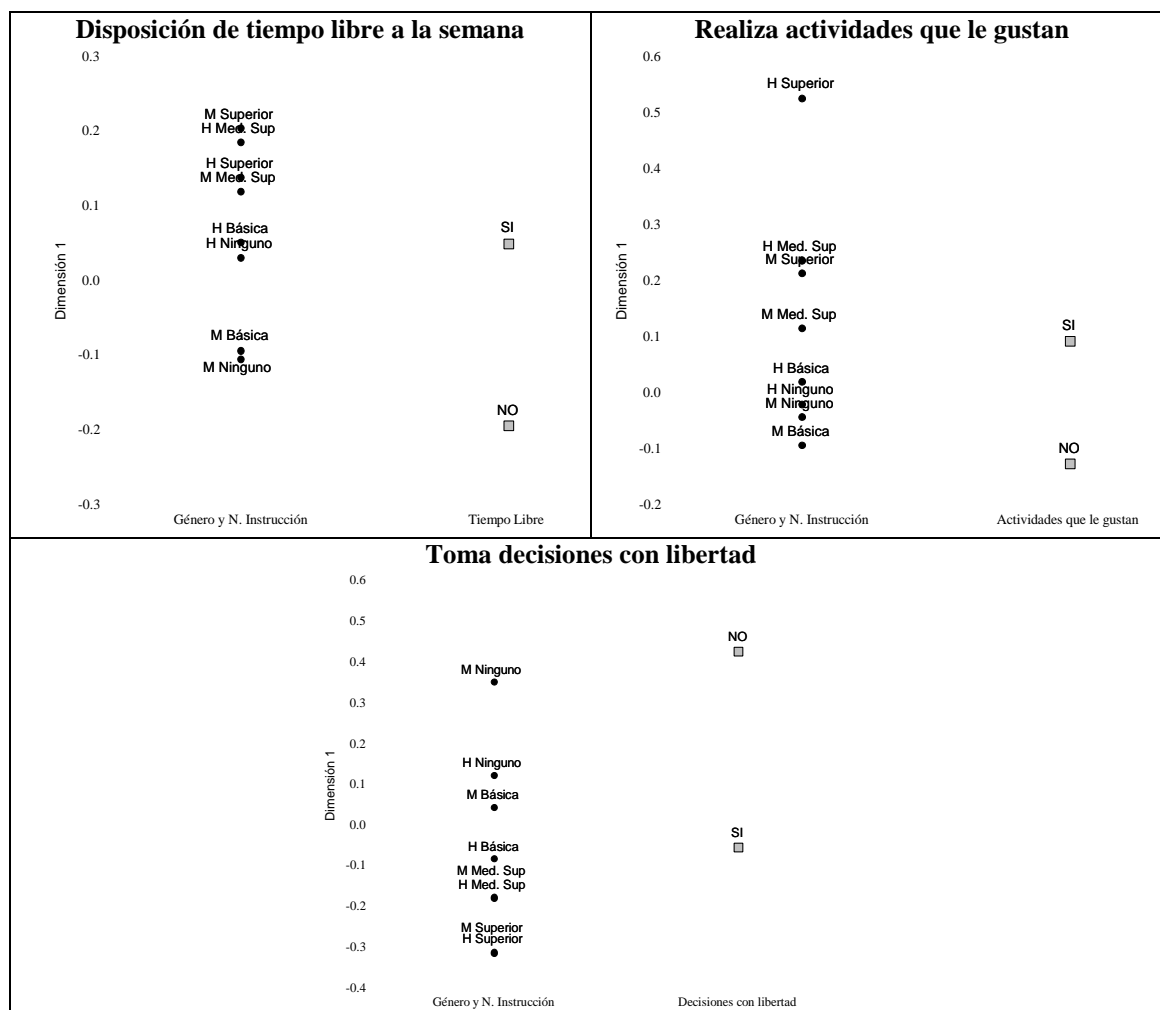 Disposición de tiempo libre a la semana
0.3
0.2
0.1
0.0
-0.1
-0.2
-0.3
Dimensión 1
M Superior
H Med. Sup
H Superior
M Med. Sup
H Básica
H Ninguno
M Básica
M Ninguno
SI
NO
Género y N. Instrucción
Tiempo Libre
Realiza actividades que le gustan
0.6
0.5
0.4
0.3
0.2
0.1
0.0
-0.1
-0.2
Dimensión 1
H Superior
H Med. Sup
M Superior
M Med. Sup
H Básica
H Ninguno
M Ninguno
M Básica
SI
NO
Género y N. Instrucción
Actividades que le gustan
Toma decisiones con libertad
0.6
0.5
0.4
0.3
0.2
0.1
0.0
-0.1
-0.2
-0.3
-0.4
Dimensión 1
M Ninguno
H Ninguno
M Básica
H Básica
M Med. Sup
H Med. Sup
M Superior
H Superior
NO
SI
Género y N. Instrucción
Decisiones con libertad